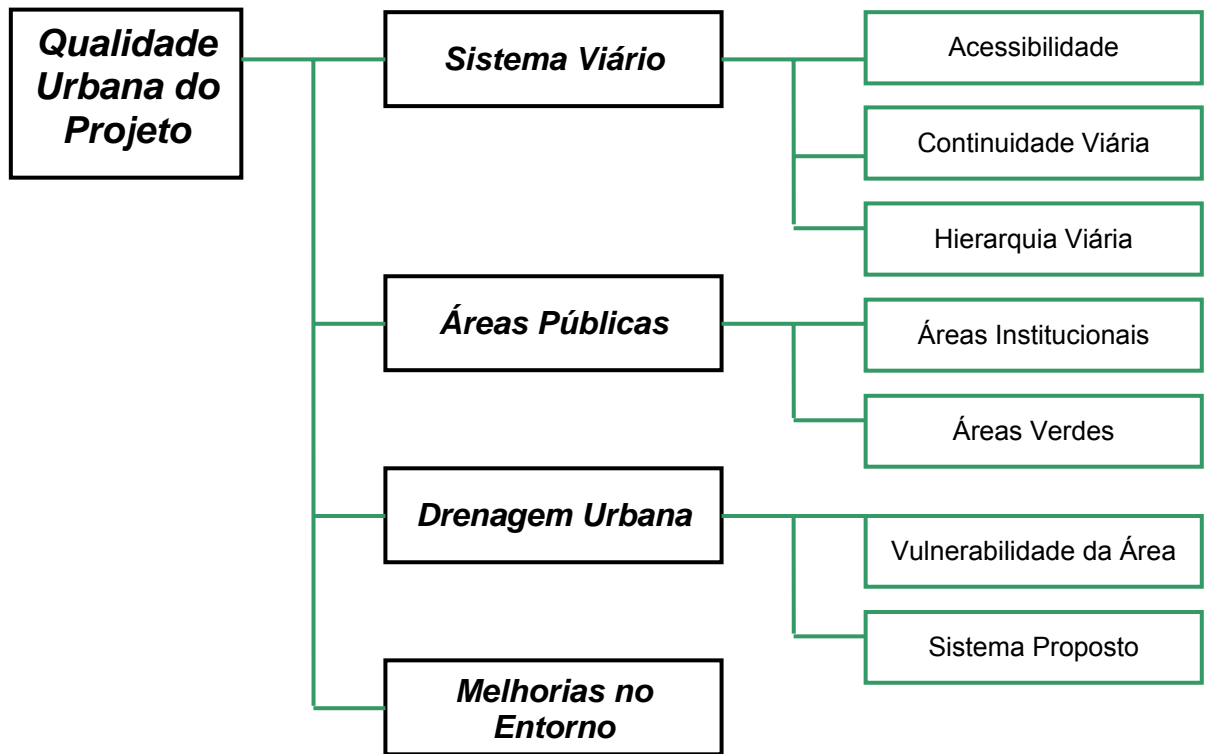 Qualidade
Urbana do
Projeto
Sistema Viário
Acessibilidade
Continuidade Viária
Hierarquia Viária
Áreas Públicas
Áreas Institucionais
Áreas Verdes
Drenagem Urbana
Vulnerabilidade da Área
Sistema Proposto
Melhorias no
Entorno